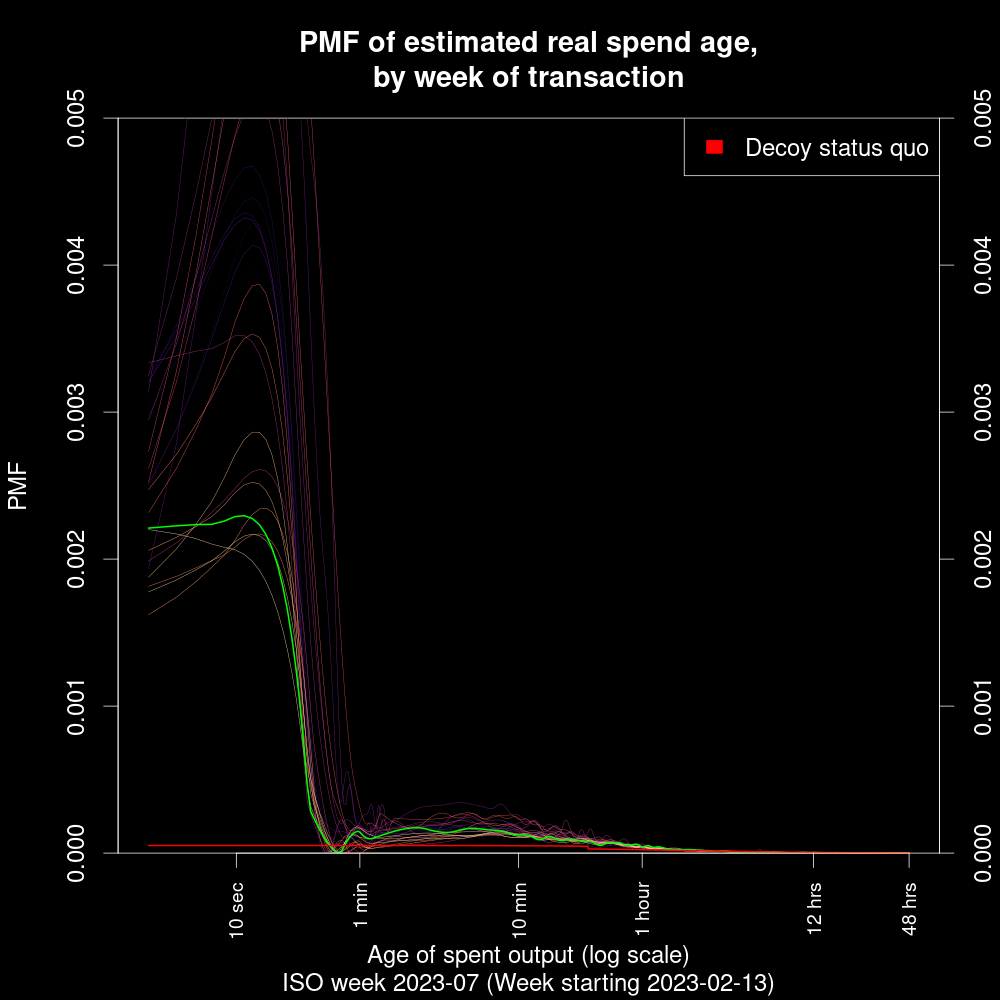 PMF of estimated real spend age,
by week of transaction
Decoy status quo
PMF
0.005
0.004
0.003
0.002
0.001
0.000
0.005
0.004
0.003
0.002
0.001
0.000
10 sec
1 min
10 min
1 hour
12 hrs
48 hrs
Age of spent output (log scale)
ISO week 2023-07 (Week starting 2023-02-13)